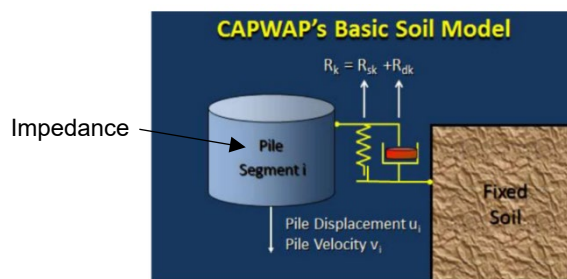 CAPWAP's Basic Soil Model
Rk = Rsk +Rdk
Impedance
Pile
Segment i
Fixed
Soil
Pile Displacement ui
Pile Velocity vi